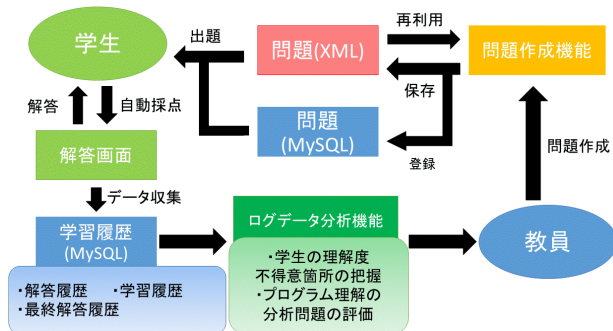 学生
出題
問題(XML)
再利用
問題作成機能
保存
解答
自動採点
問題
(MySQL)
登録
問題作成
解答画面
データ収集
学習履歴
(MySQL)
ログデータ分析機能
教員
・解答履歴　・学習履歴
・最終解答履歴
・学生の理解度
不得意箇所の把握
・プログラム理解の
分析問題の評価